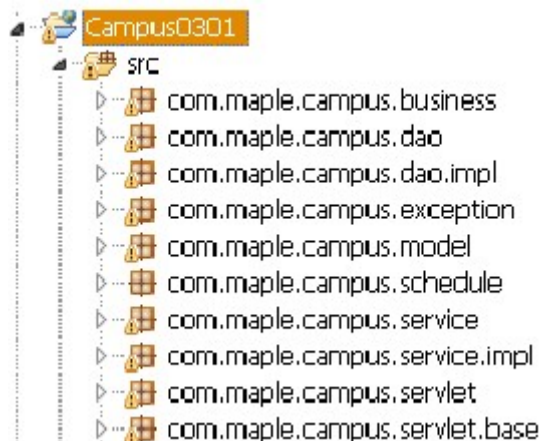 Campus0301
src
com.maple.campus.business
com.maple.campus.dao
com.maple.campus.dao.impl
com.maple.campus.exception
com.maple.campus.model
com.maple.campus.schedule
com.maple.campus.service
com.maple.campus.service.impl
com.maple.campus.servlet
com.maple.campus.servlet.base